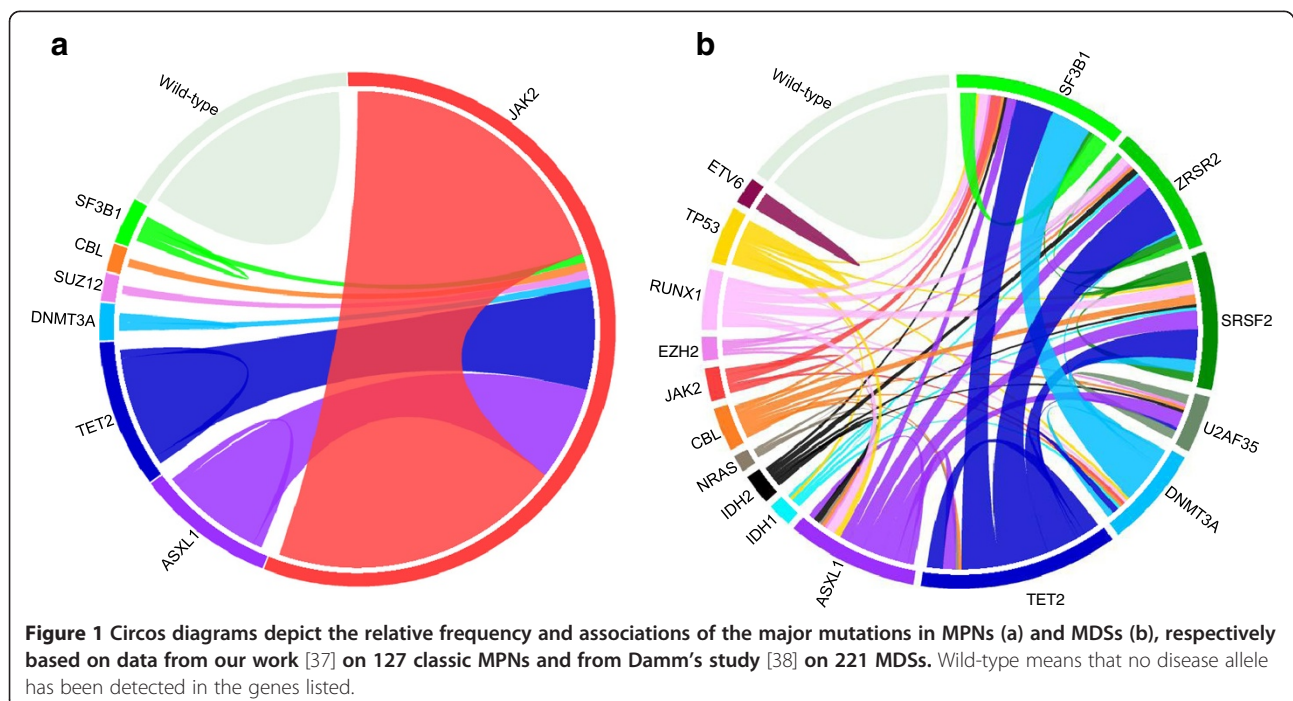 a
Wild-type
JAK2
SF3B1
CBL
SUZ12
DNMT3A
TET2
ASXL1
b
Wild-type
SF3B1
ETV6
ZRSR2
TP53
RUNX1
SRSF2
EZH2
JAK2
U2AF35
CBL
NRAS
DNMT3A
IDH2
IDH1
ASXL1
TET2
Figure 1 Circos diagrams depict the relative frequency and associations of the major mutations in MPNs (a) and MDSs (b), respectively
based on data from our work [37] on 127 classic MPNs and from Damm's study [38] on 221 MDSs. Wild-type means that no disease allele
has been detected in the genes listed.